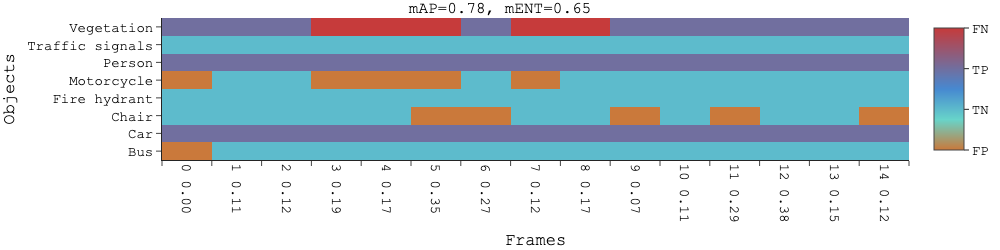 mAP=0.78, mENT=0.65
Objects
Vegetation
Traffic signals
Person
Motorcycle
Fire hydrant
Chair
Car
Bus
FN
TP
TN
FP
0 0.00
1 0.11
2 0.12
3 0.19
4 0.17
5 0.35
6 0.27
7 0.12
8 0.17
9 0.07
10 0.11
11 0.29
12 0.38
13 0.15
14 0.12
Frames